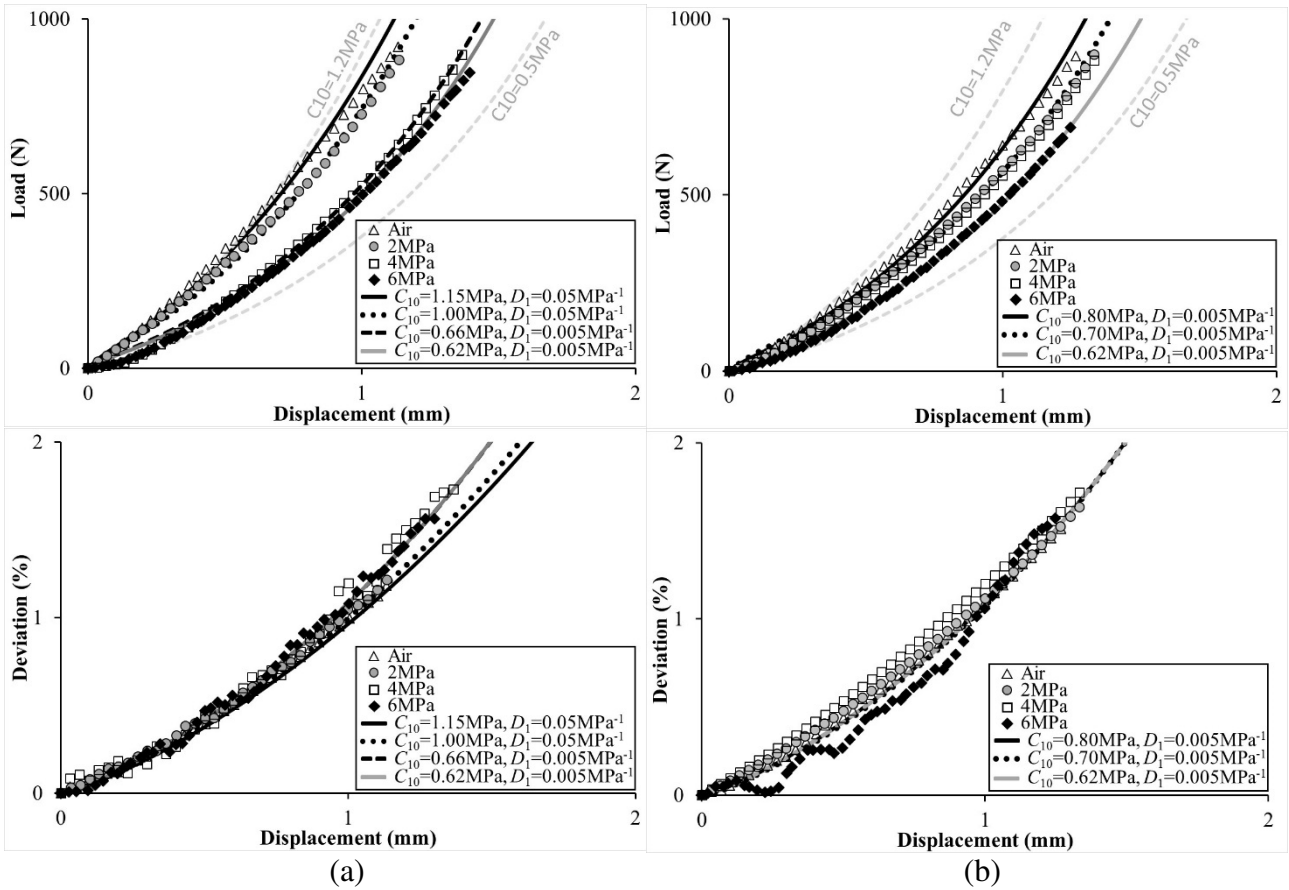 1000
500
0
Load (N)
C10=1.2MPa
C10=0.5MPa
Air
2MPa
4MPa
6MPa
C₁₀=1.15MPa, D₁=0.05MPa⁻¹
C₁₀=1.00MPa, D₁=0.05MPa⁻¹
C₁₀=0.66MPa, D₁=0.005MPa⁻¹
C₁₀=0.62MPa, D₁=0.005MPa⁻¹
0 1 2
Displacement (mm)
1000
500
0
Load (N)
C10=1.2MPa
C10=0.5MPa
Air
2MPa
4MPa
6MPa
C₁₀=0.80MPa, D₁=0.005MPa⁻¹
C₁₀=0.70MPa, D₁=0.005MPa⁻¹
C₁₀=0.62MPa, D₁=0.005MPa⁻¹
0 1 2
Displacement (mm)
2
1
0
Deviation (%)
Air
2MPa
4MPa
6MPa
C₁₀=1.15MPa, D₁=0.05MPa⁻¹
C₁₀=1.00MPa, D₁=0.05MPa⁻¹
C₁₀=0.66MPa, D₁=0.005MPa⁻¹
C₁₀=0.62MPa, D₁=0.005MPa⁻¹
0 1 2
Displacement (mm)
2
1
0
Deviation (%)
Air
2MPa
4MPa
6MPa
C₁₀=0.80MPa, D₁=0.005MPa⁻¹
C₁₀=0.70MPa, D₁=0.005MPa⁻¹
C₁₀=0.62MPa, D₁=0.005MPa⁻¹
0 1 2
Displacement (mm)
(a) (b)